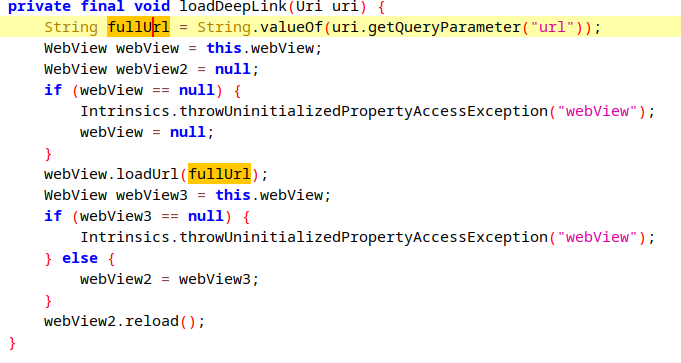 private final void loadDeepLink(Uri uri) {
    String fullUrl = String.valueOf(uri.getQueryParameter("url"));
    WebView webView = this.webView;
    WebView webView2 = null;
    if (webView == null) {
        Intrinsics.throwUninitializedPropertyAccessException("webView");
        webView = null;
    }
    webView.loadUrl(fullUrl);
    WebView webView3 = this.webView;
    if (webView3 == null) {
        Intrinsics.throwUninitializedPropertyAccessException("webView");
    } else {
        webView2 = webView3;
    }
    webView2.reload();
}